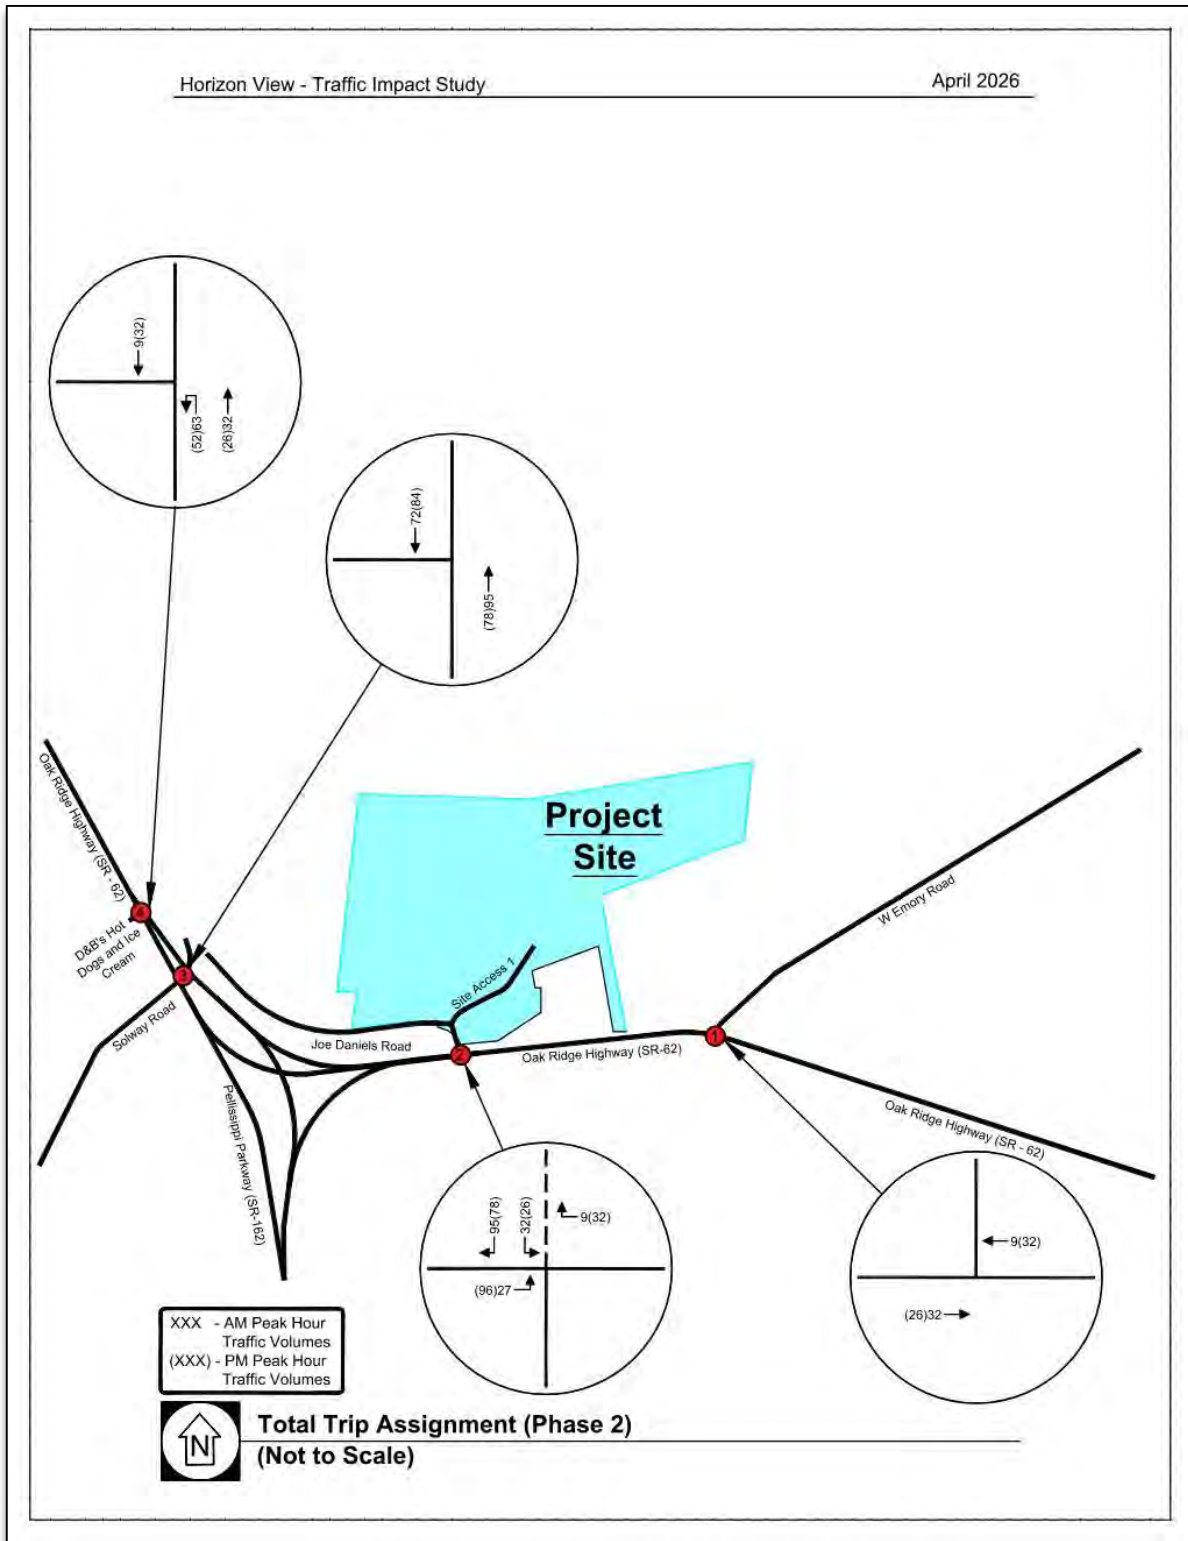 Horizon View - Traffic Impact Study
April 2026
9(32)
(52)63
(26)32
72(84)
(78)95
Project
Site
Oak Ridge Highway (SR - 62)
W Emory Road
4
D&B's Hot
Dogs and Ice
Cream
3
Site Access 1
Solway Road
Joe Daniels Road
2
Oak Ridge Highway (SR-62)
1
Pellissippi Parkway (SR-162)
Oak Ridge Highway (SR - 62)
95(78)
32(26)
9(32)
(96)27
9(32)
(26)32
XXX - AM Peak Hour
Traffic Volumes
(XXX) - PM Peak Hour
Traffic Volumes
N
Total Trip Assignment (Phase 2)
(Not to Scale)